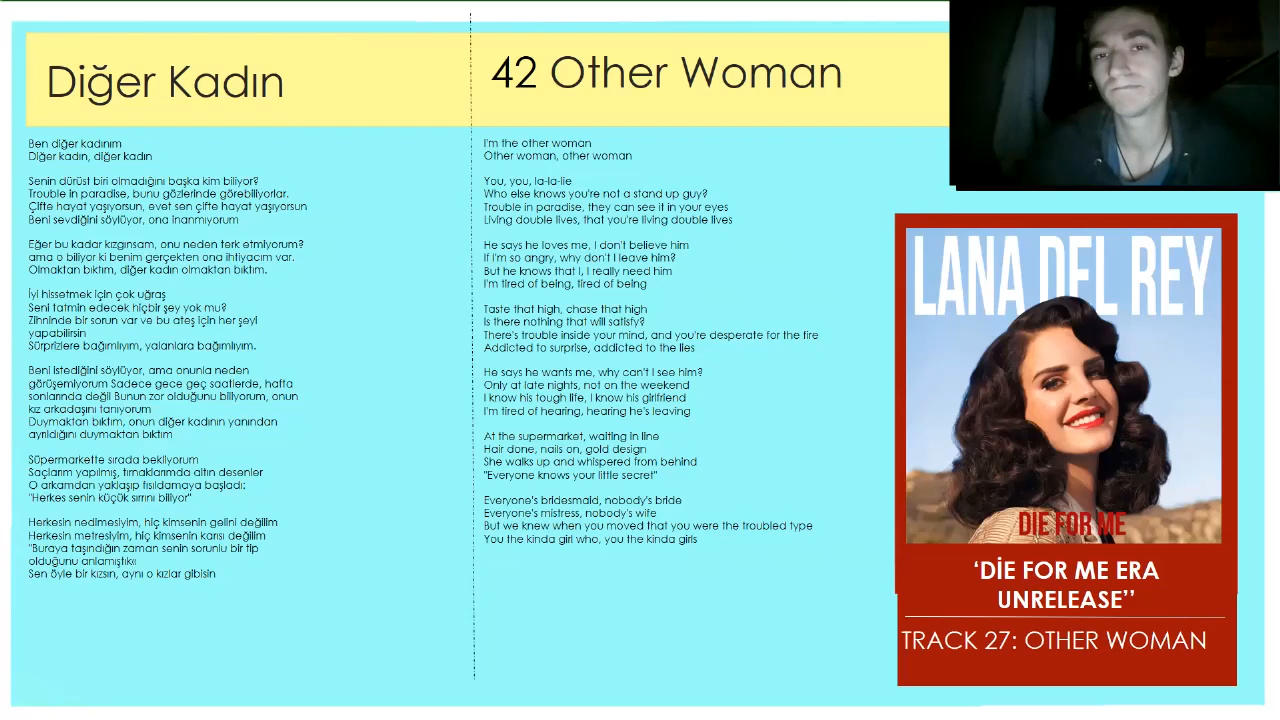 Diğer Kadın
Ben diğer kadınım
Diğer kadın, diğer kadın
Senin dürüst biri olmadığını başka kim biliyor?
Trouble in paradise, bunu gözlerinde görebiliyorlar.
Çifte hayat yaşıyorsun, evet sen çifte hayat yaşıyorsun
Beni sevdiğini söylüyor, ona inanmıyorum
Eğer bu kadar kızgınsam, onu neden terk etmiyorum?
ama o biliyor ki benim gerçekten ona ihtiyacım var.
Olmaktan bıktım, diğer kadın olmaktan bıktım.
İyi hissetmek için çok uğraş
Seni tatmin edecek hiçbir şey yok mu?
Zihninde bir sorun var ve bu ateş için her şeyi
yapabilirsin
Sürprizlere bağımlıyım, yalanlara bağımlıyım.
Beni istediğini söylüyor, ama onunla neden
görüşemiyorum Sadece gece geç saatlerde, hafta
sonlarında değil Bunun zor olduğunu biliyorum, onun
kız arkadaşını tanıyorum
Duymaktan bıktım, onun diğer kadının yanından
ayrıldığını duymaktan bıktım
Süpermarkette sırada bekliyorum
Saçlarım yapılmış, tırnaklarımda altın desenler
O arkamdan yaklaşıp fısıldamaya başladı:
"Herkes senin küçük sırrını biliyor"
Herkesin nedimesiyim, hiç kimsenin gelini değilim
Herkesin metresiyim, hiç kimsenin karısı değilim
"Buraya taşındığın zaman senin sorunlu bir tip
olduğunu anlamıştık«
Sen öyle bir kızsın, aynı o kızlar gibisin
42 Other Woman
I'm the other woman
Other woman, other woman
You, you, la-la-lie
Who else knows you're not a stand up guy?
Trouble in paradise, they can see it in your eyes
Living double lives, that you're living double lives
He says he loves me, I don't believe him
If I'm so angry, why don't I leave him?
But he knows that I, I really need him
I'm tired of being, tired of being
Taste that high, chase that high
Is there nothing that will satisfy?
There's trouble inside your mind, and you're desperate for the fire
Addicted to surprise, addicted to the lies
He says he wants me, why can't I see him?
Only at late nights, not on the weekend
I know his tough life, I know his girlfriend
I'm tired of hearing, hearing he's leaving
At the supermarket, waiting in line
Hair done, nails on, gold design
She walks up and whispered from behind
"Everyone knows your little secret"
Everyone's bridesmaid, nobody's bride
Everyone's mistress, nobody's wife
But we knew when you moved that you were the troubled type
You the kinda girl who, you the kinda girls
LANA DEL REY
DIE FOR ME
‘DİE FOR ME ERA
UNRELEASE’’
TRACK 27: OTHER WOMAN